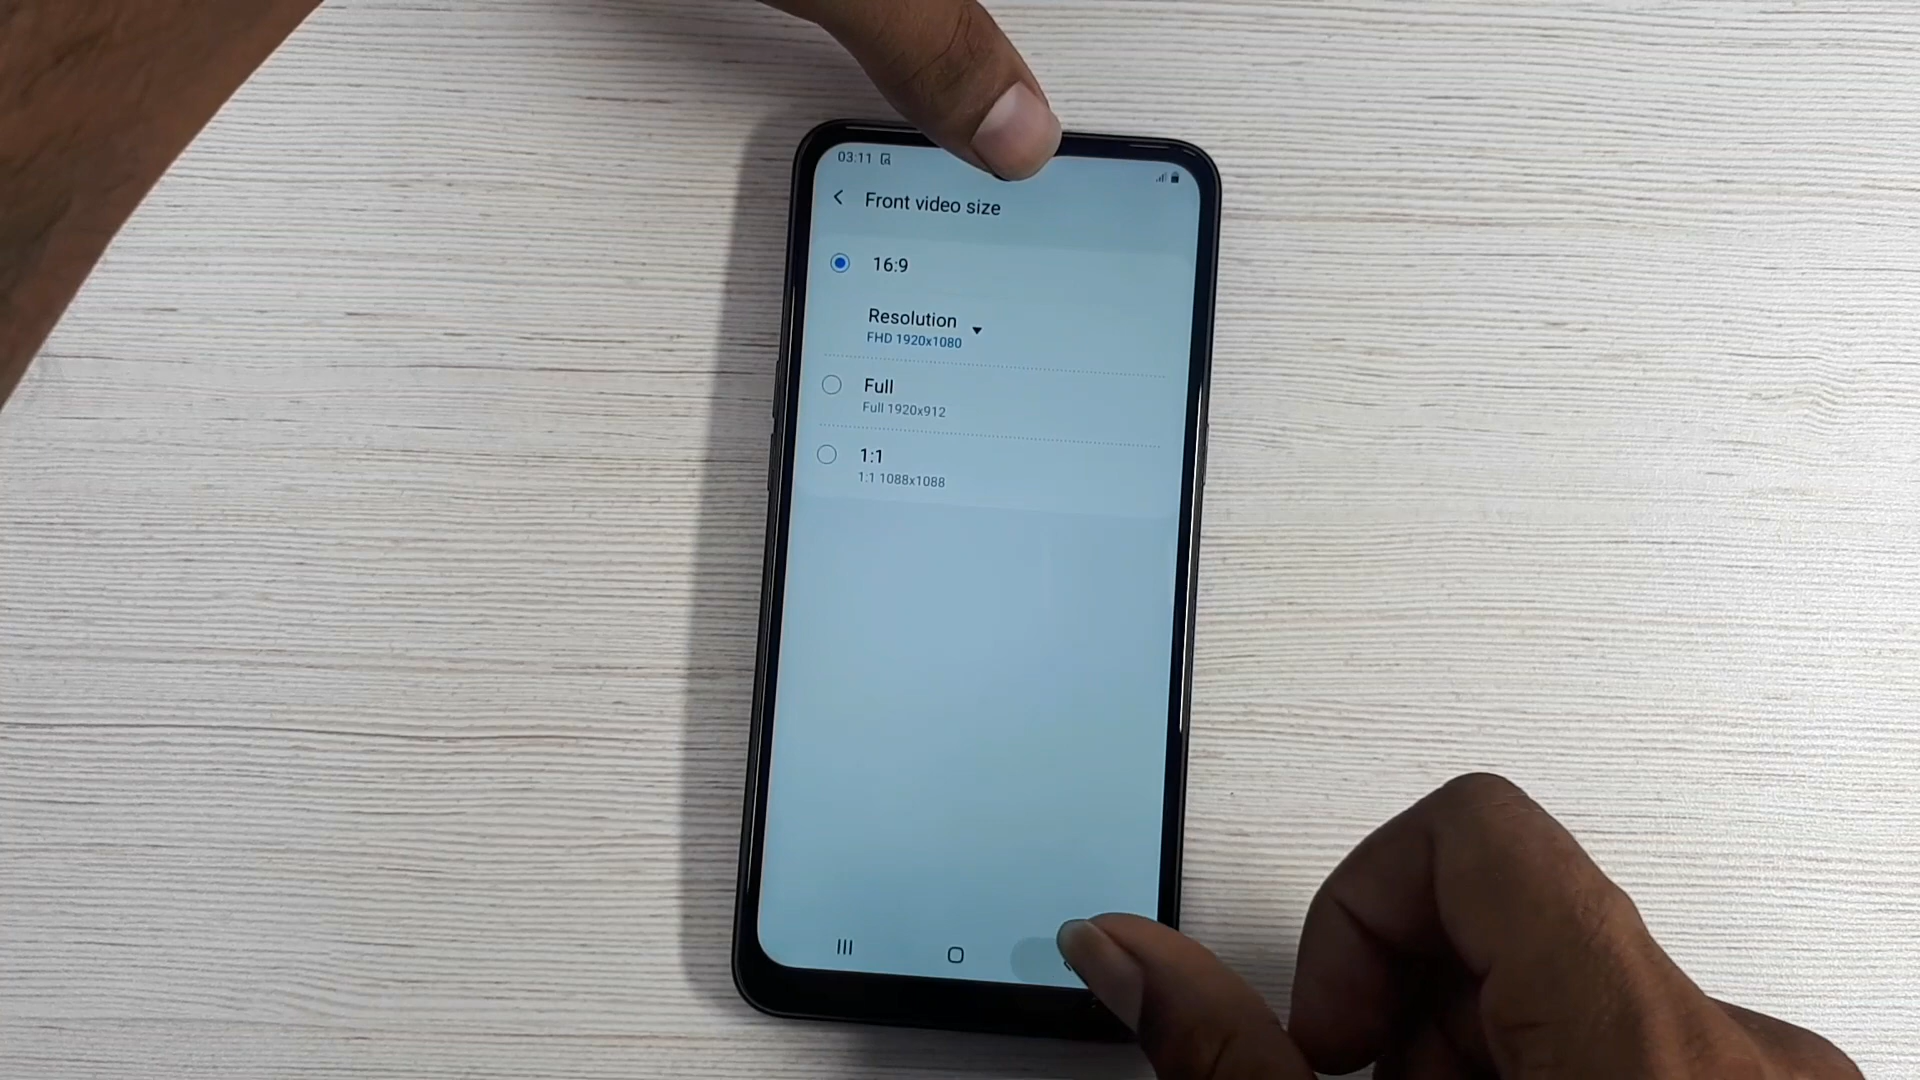 03:11
Front video size
16:9
Resolution
FHD 1920x1080
Full
Full 1920x912
1:1
1:1 1088x1088